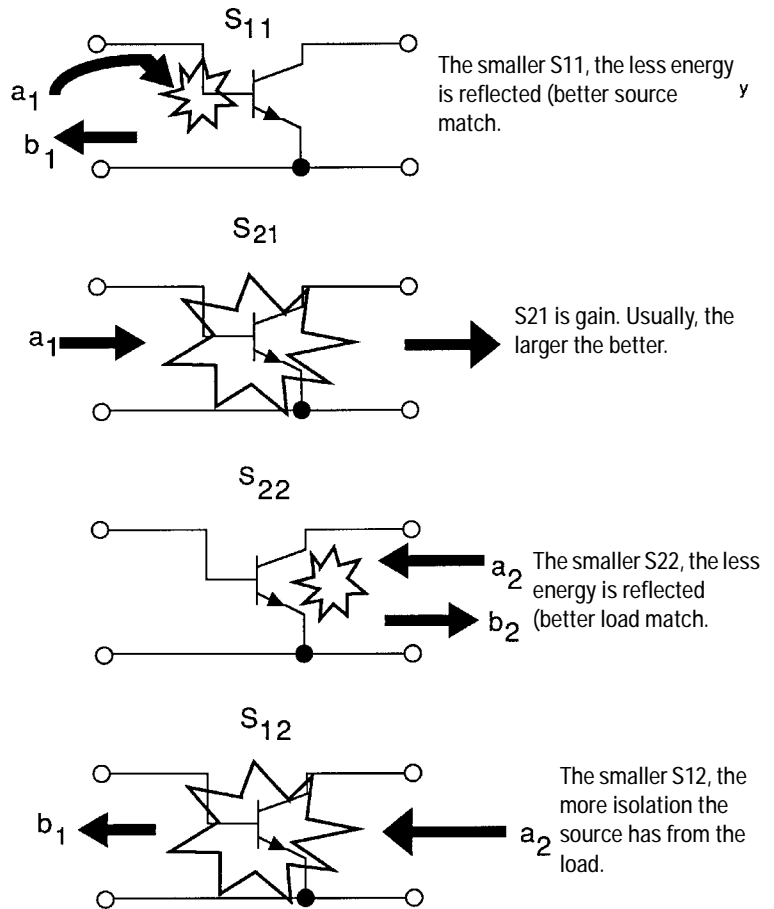 S11
a1
b1
The smaller S11, the less energy
is reflected (better source y
match.
S21
a1
S21 is gain. Usually, the
larger the better.
S22
a2
b2
The smaller S22, the less
energy is reflected
(better load match.
S12
b1
a2
The smaller S12, the
more isolation the
source has from the
load.